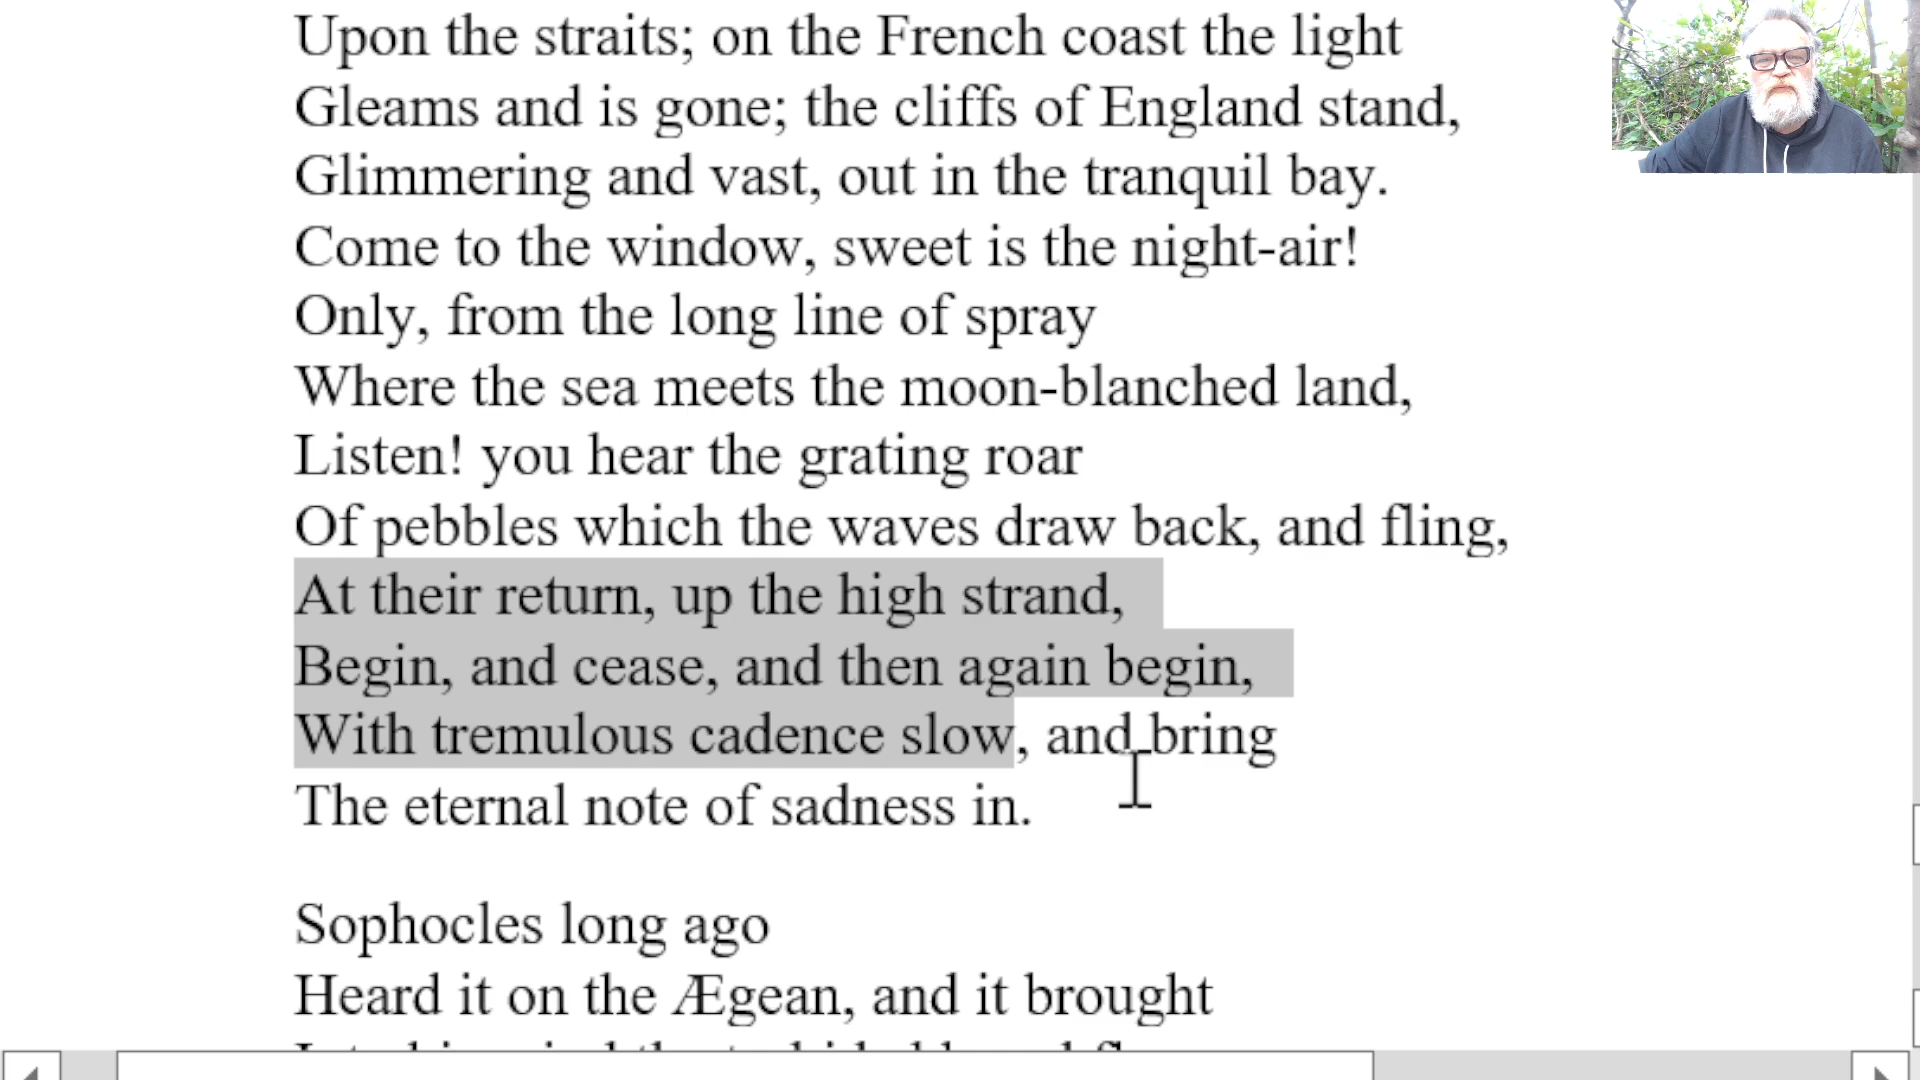 Upon the straits; on the French coast the light
Gleams and is gone; the cliffs of England stand,
Glimmering and vast, out in the tranquil bay.
Come to the window, sweet is the night-air!
Only, from the long line of spray
Where the sea meets the moon-blanched land,
Listen! you hear the grating roar
Of pebbles which the waves draw back, and fling,
At their return, up the high strand,
Begin, and cease, and then again begin,
With tremulous cadence slow, and bring
The eternal note of sadness in.
Sophocles long ago
Heard it on the Ægean, and it brought